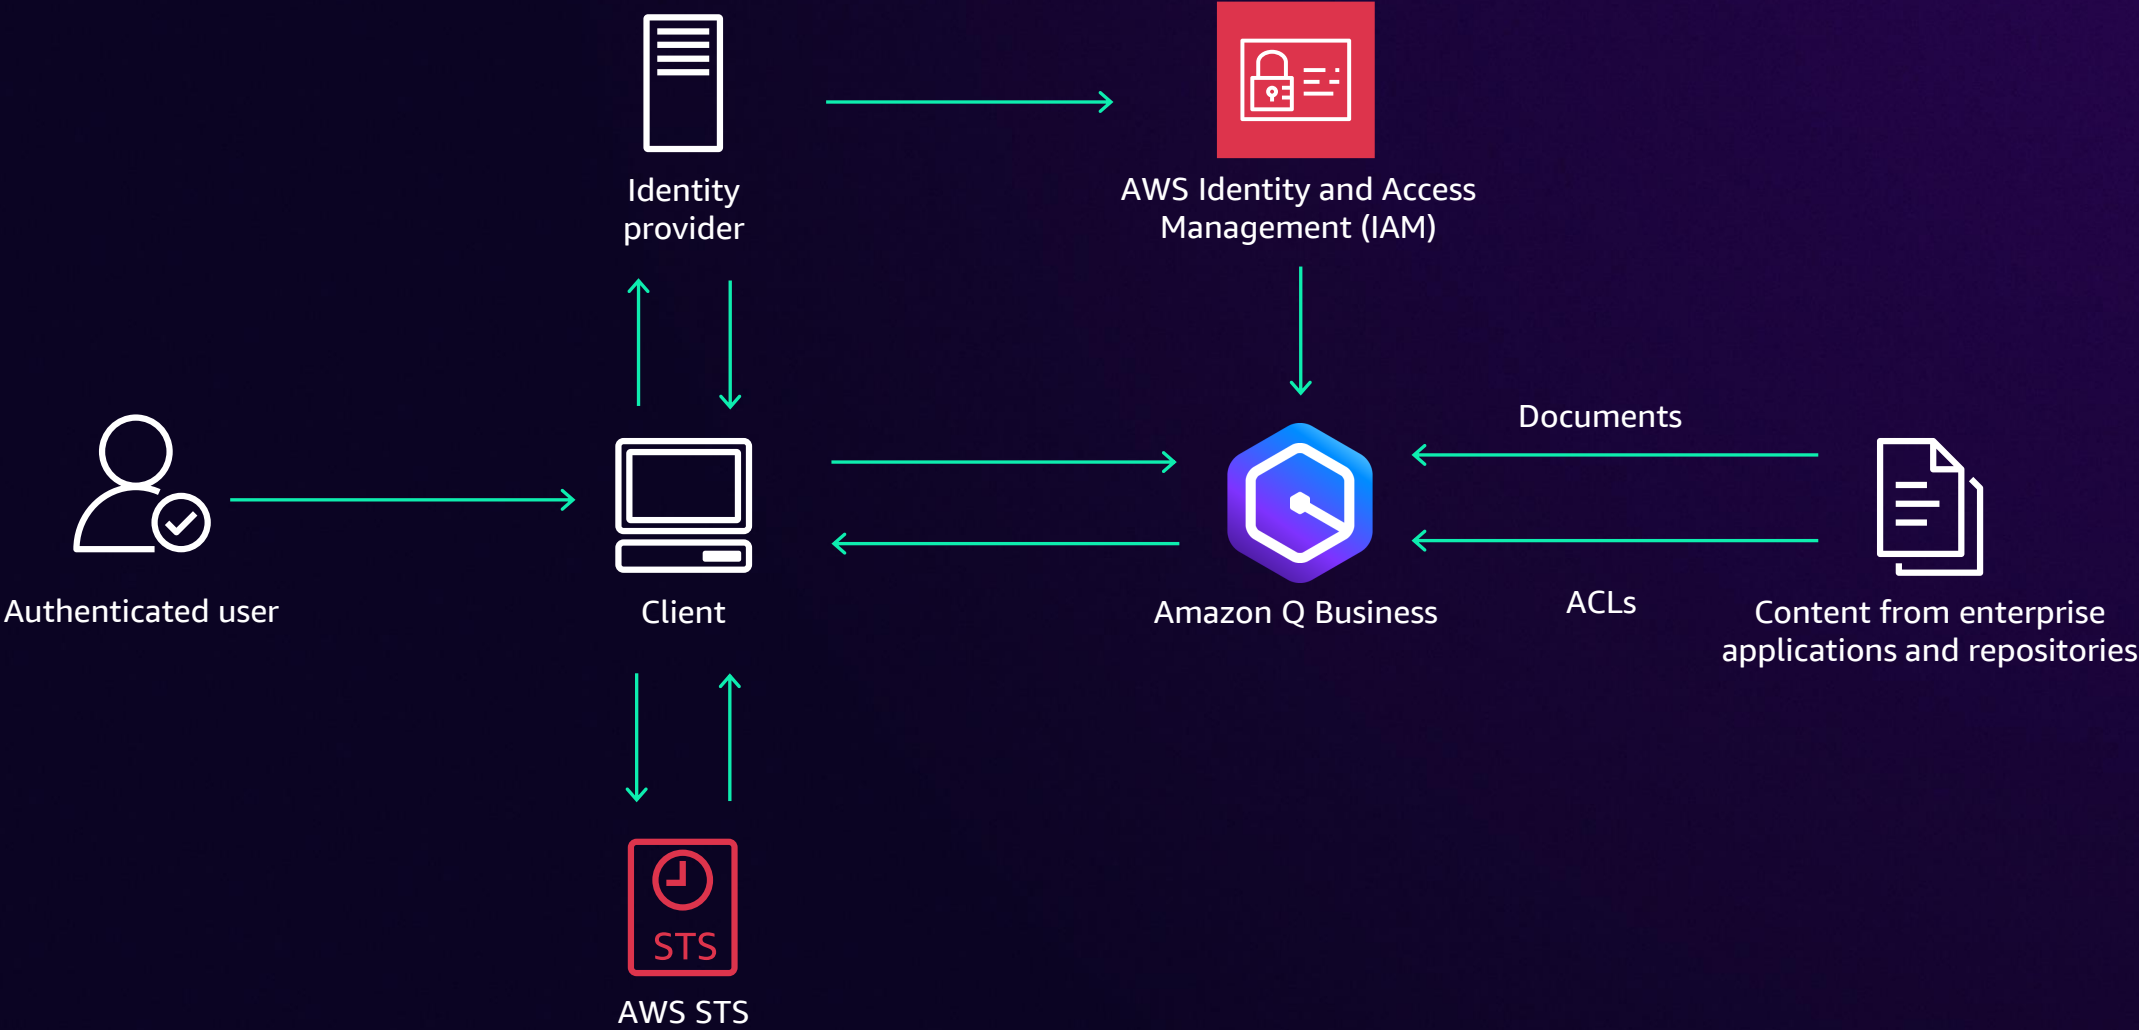 Identity
provider
AWS Identity and Access
Management (IAM)
Documents
Authenticated user
Client
Amazon Q Business
ACLs
Content from enterprise
applications and repositories
STS
AWS STS